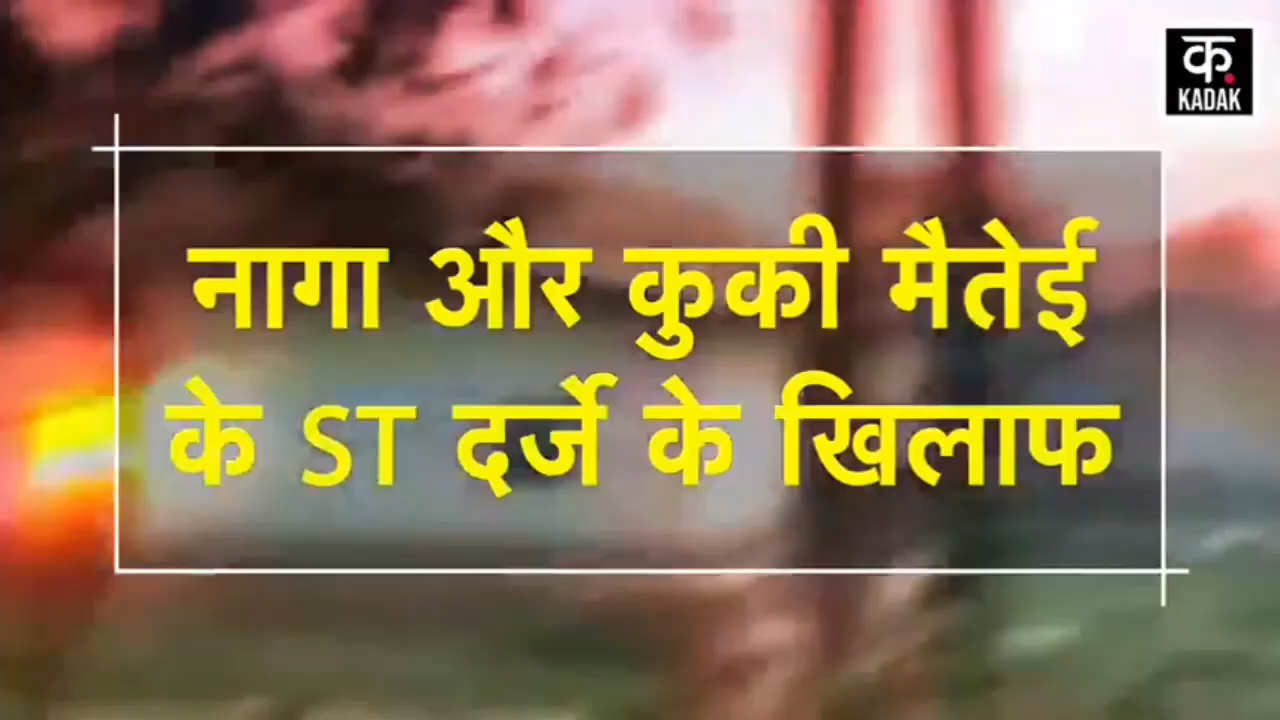 क.
KADAK
नागा और कुकी मैतेई
के ST दर्जे के खिलाफ